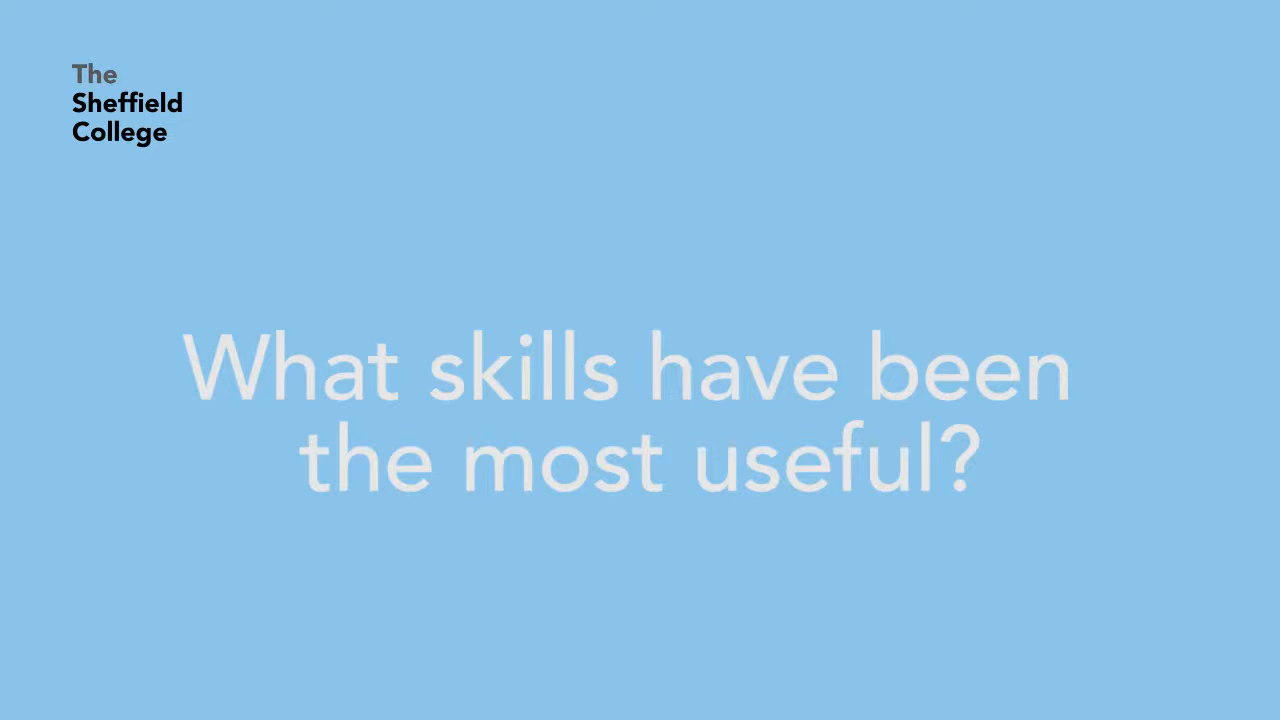 The
Sheffield
College
What skills have been
the most useful?